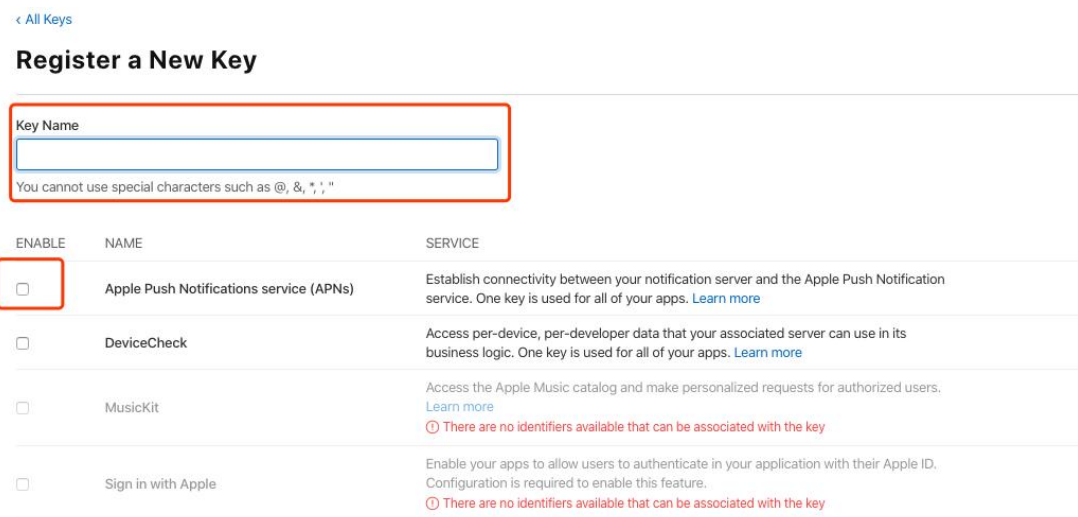 ‹ All Keys
Register a New Key
Key Name
You cannot use special characters such as @, &, *, ', "
ENABLE NAME SERVICE
Apple Push Notifications service (APNs)
Establish connectivity between your notification server and the Apple Push Notification
service. One key is used for all of your apps. Learn more
DeviceCheck
Access per-device, per-developer data that your associated server can use in its
business logic. One key is used for all of your apps. Learn more
MusicKit
Access the Apple Music catalog and make personalized requests for authorized users.
Learn more
There are no identifiers available that can be associated with the key
Sign in with Apple
Enable your apps to allow users to authenticate in your application with their Apple ID.
Configuration is required to enable this feature.
There are no identifiers available that can be associated with the key